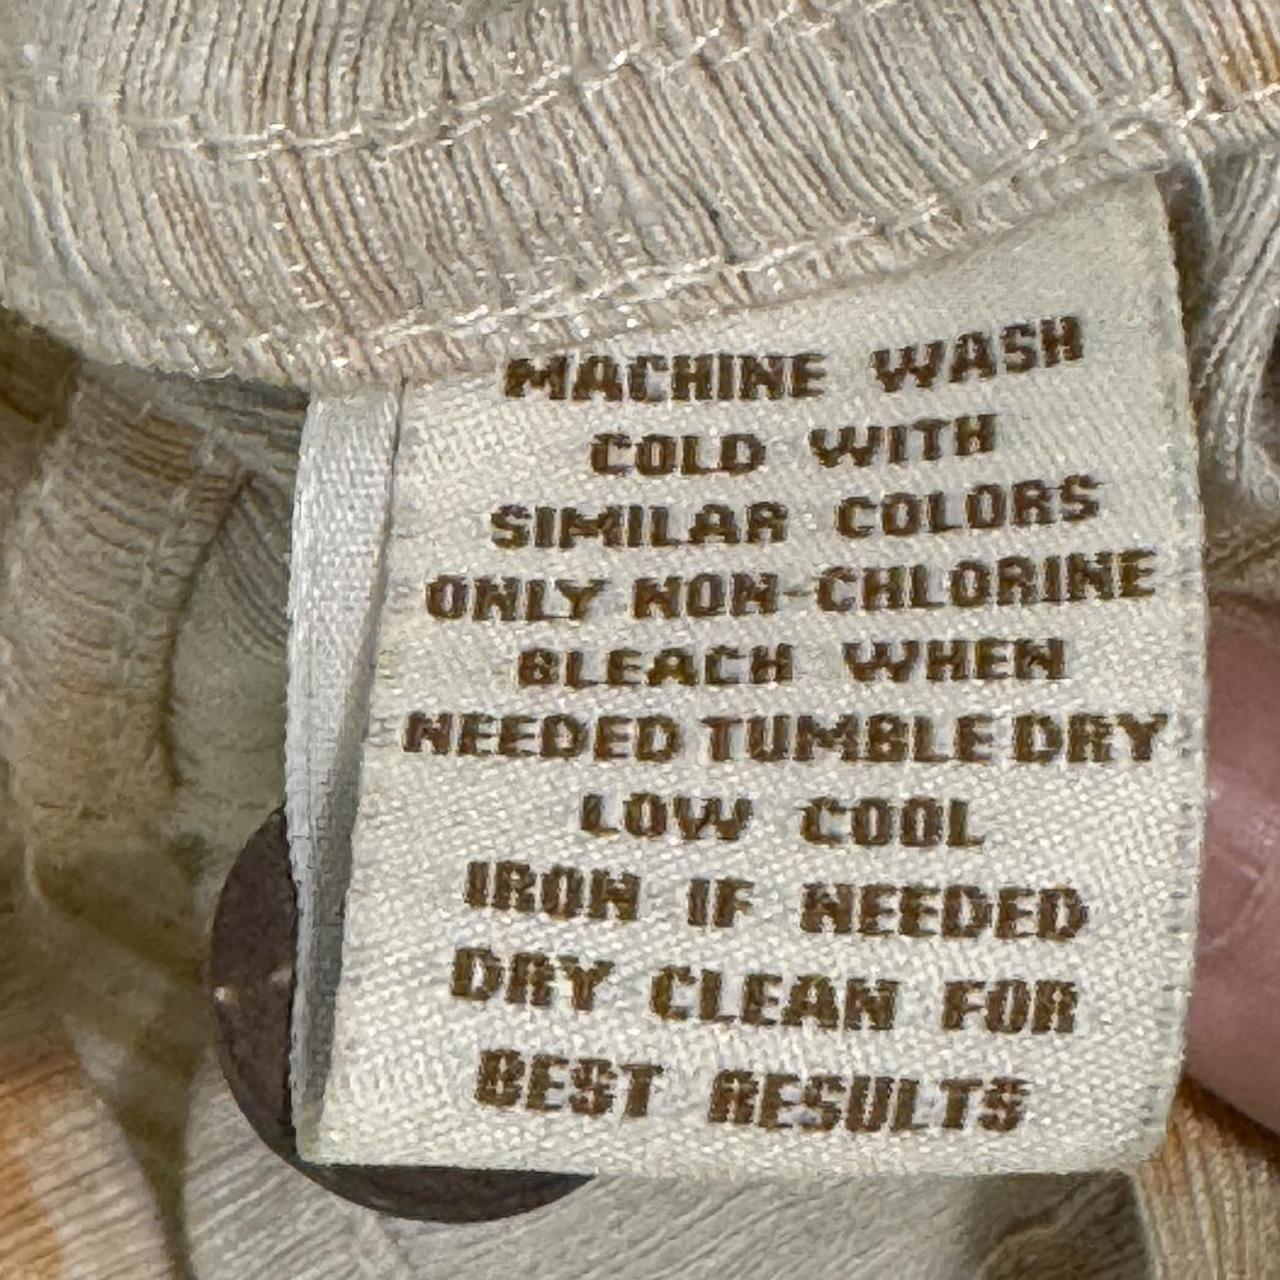 MACHINE WASH
COLD WITH
SIMILAR COLORS
ONLY NON-CHLORINE
BLEACH WHEN
NEEDED TUMBLE DRY
LOW COOL
IRON IF NEEDED
DRY CLEAN FOR
BEST RESULTS